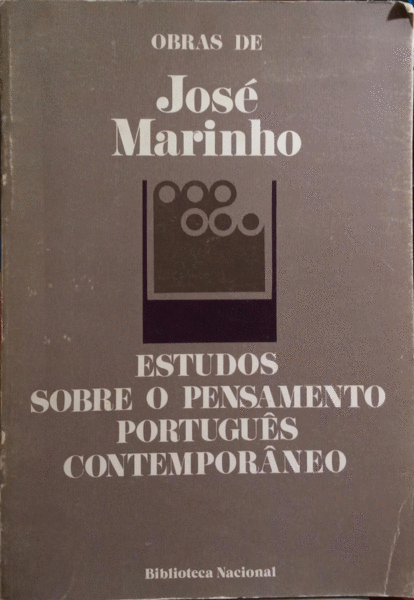 OBRAS DE
José
Marinho
ESTUDOS
SOBRE O PENSAMENTO
PORTUGUÊS
CONTEMPORÂNEO
Biblioteca Nacional